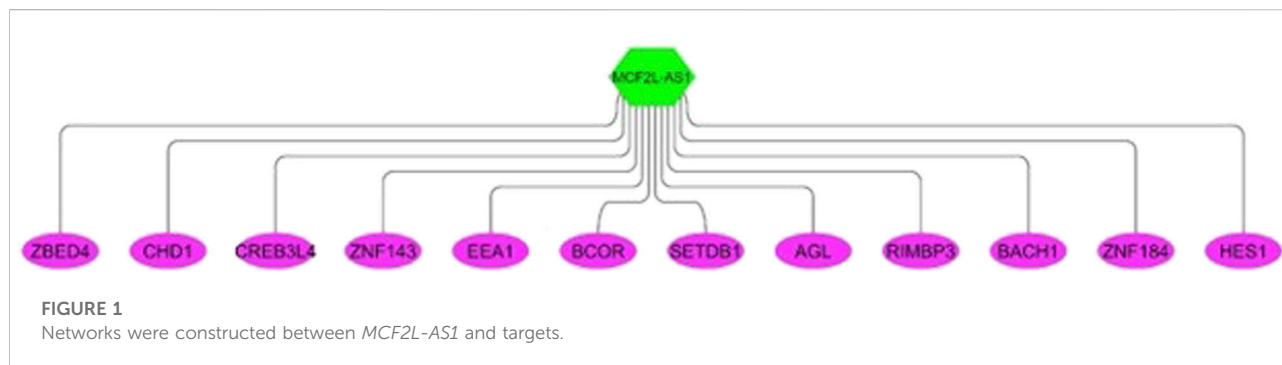 MCF2L-AS1
ZBED4 CHD1 CREB3L4 ZNF143 EEA1 BCOR SETDB1 AGL RIMBP3 BACH1 ZNF184 HES1
FIGURE 1
Networks were constructed between MCF2L-AS1 and targets.